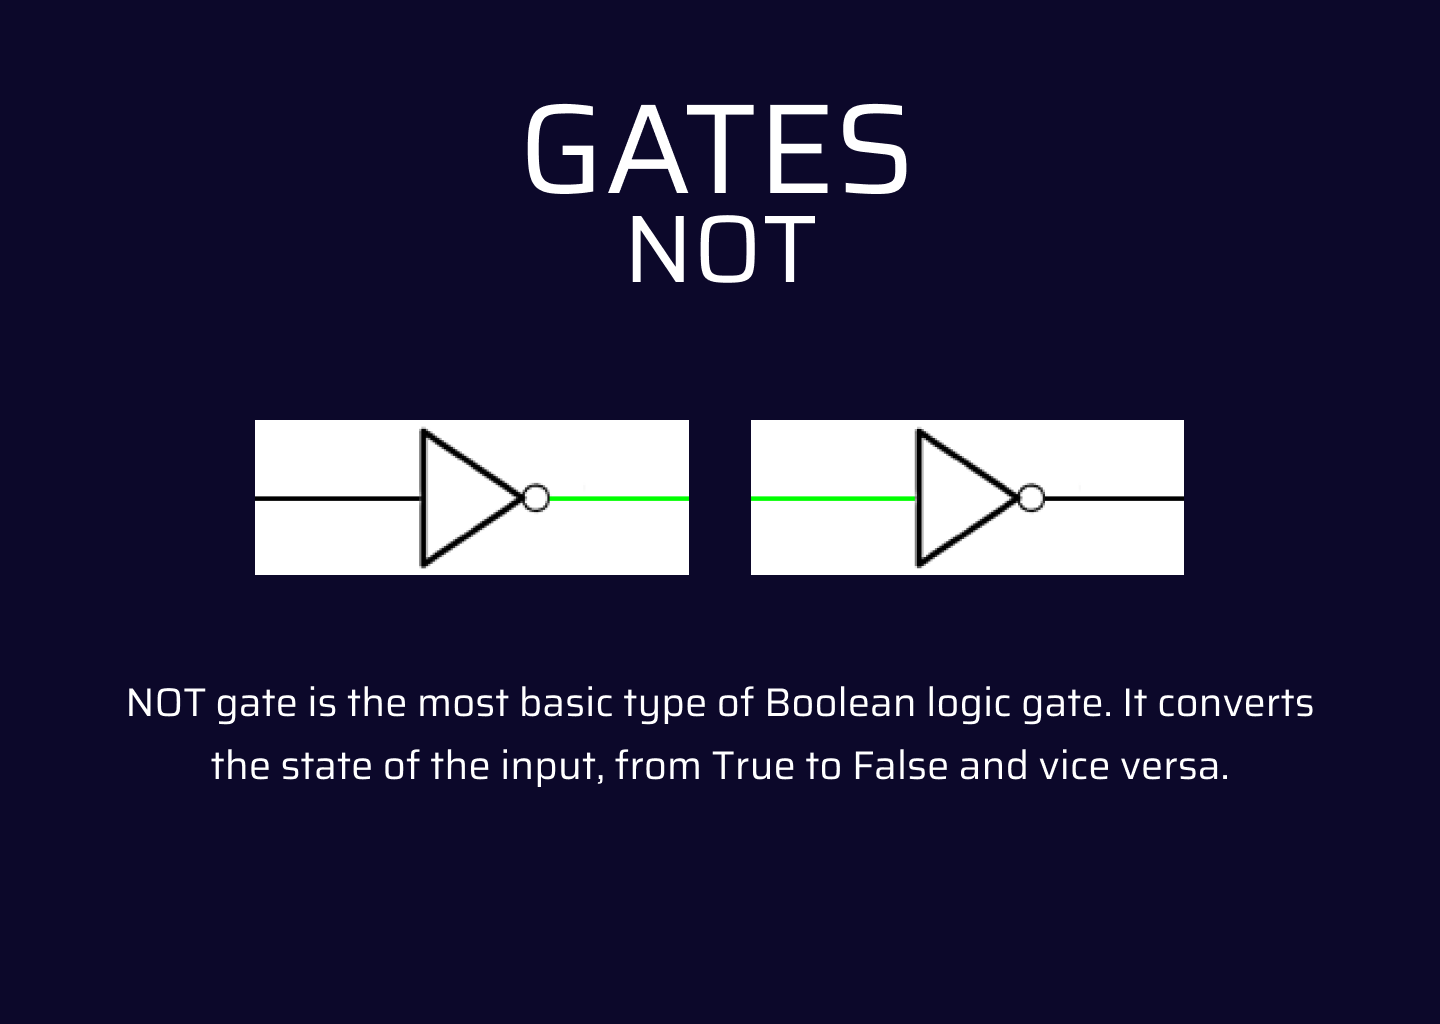 GATES
NOT
NOT gate is the most basic type of Boolean logic gate. It converts
the state of the input, from True to False and vice versa.